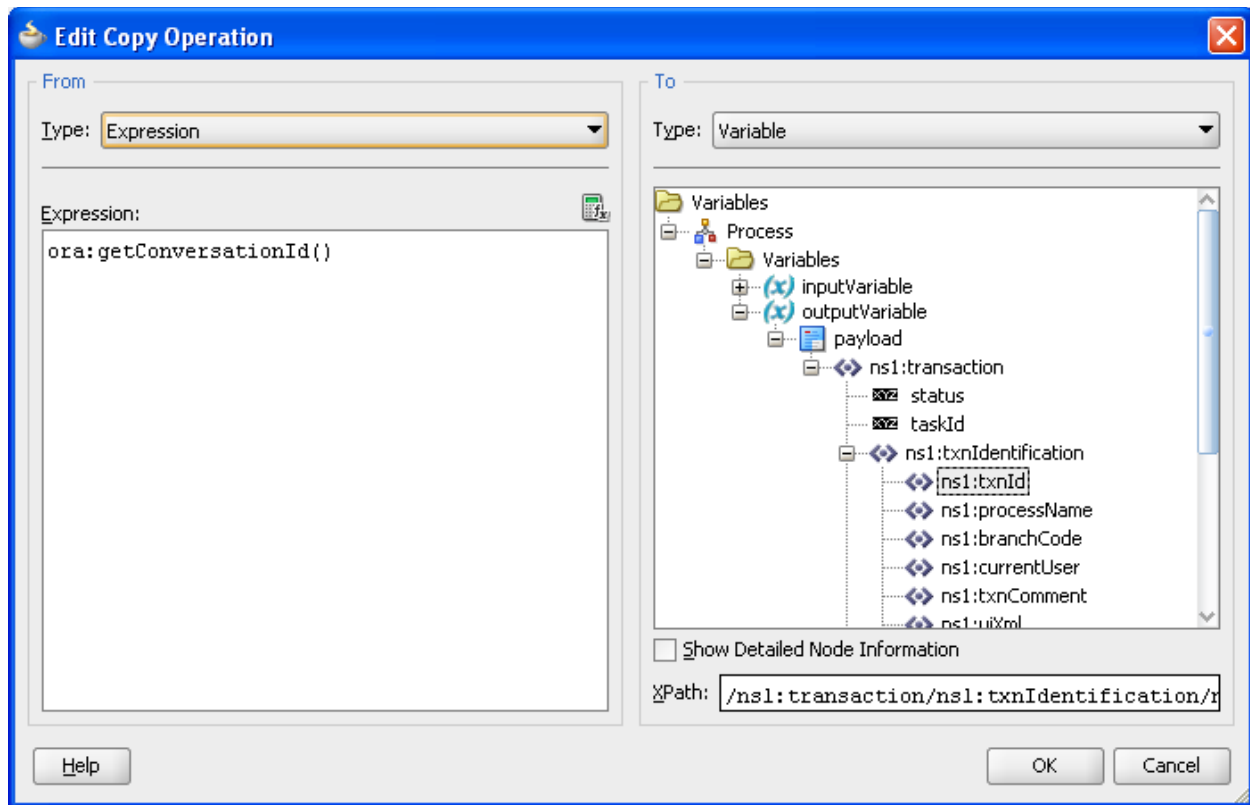 Edit Copy Operation
From
Type: Expression
Expression:
ora:getConversationId()
To
Type: Variable
Variables
Process
Variables
inputVariable
outputVariable
payload
ns1:transaction
status
taskId
ns1:txnIdentification
ns1:txnId
ns1:processName
ns1:branchCode
ns1:currentUser
ns1:txnComment
ns1:uiXml
Show Detailed Node Information
XPath: /ns1:transaction/ns1:txnIdentification/
Help
OK
Cancel